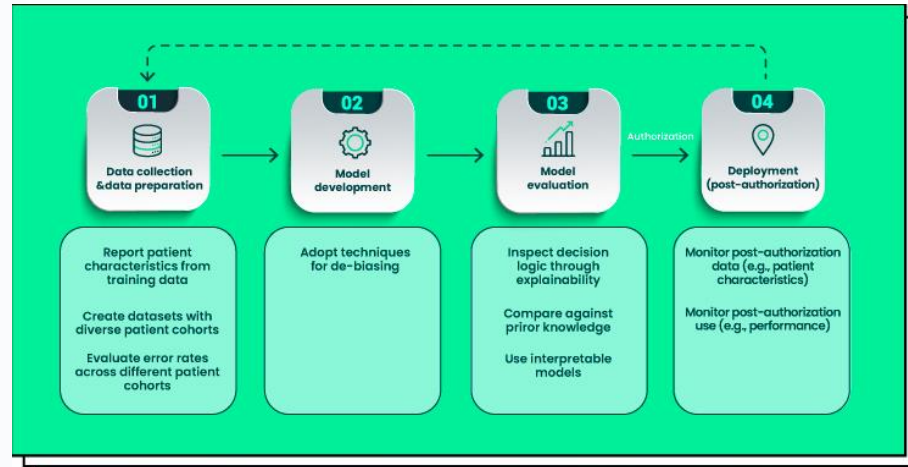 01
Data collection
&data preparation
02
Model
development
03
Model
evaluation
Authorization
04
Deployment
(post-authorization)
Report patient
characteristics from
training data
Create datasets with
diverse patient cohorts
Evaluate error rates
across different patient
cohorts
Adopt techniques
for de-biasing
Inspect decision
logic through
explainability
Compare against
priror knowledge
Use interpretable
models
Monitor post-authorization
data (e.g., patient
characteristics)
Monitor post-authorization
use (e.g., performance)